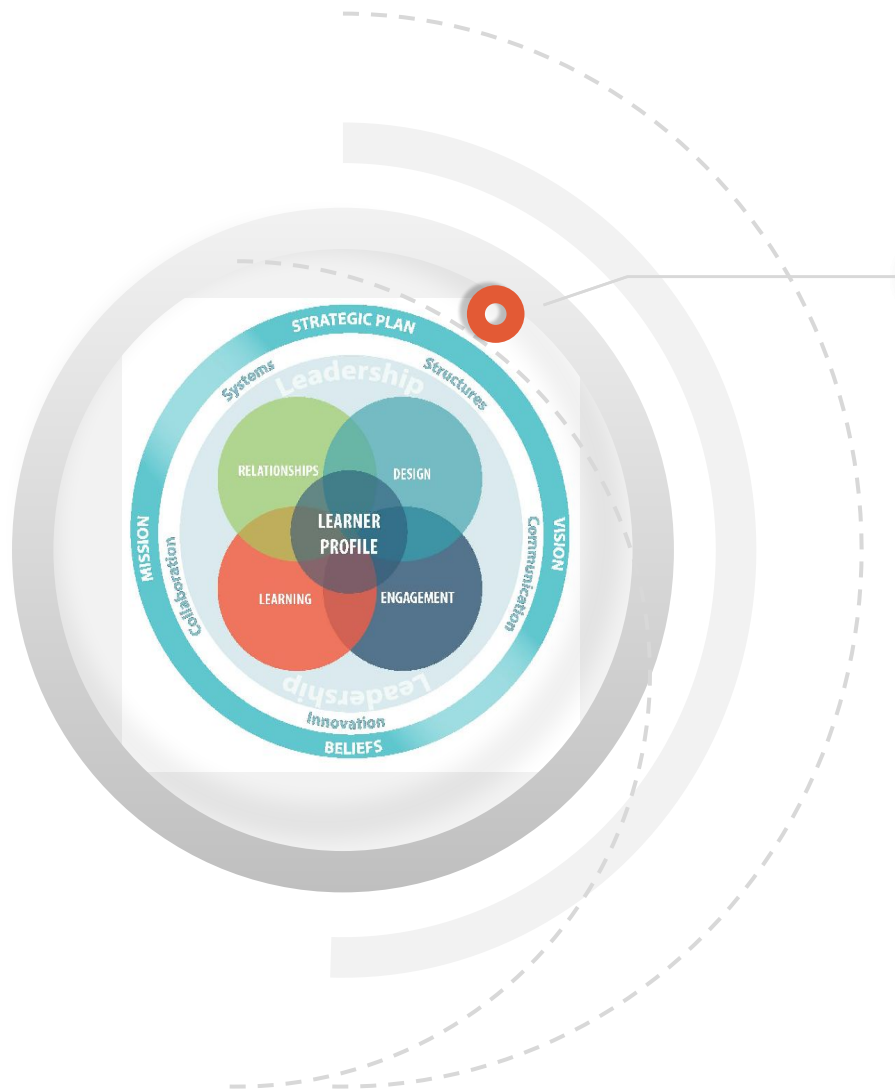 STRATEGIC PLAN
Systems
Leadership
Structures
RELATIONSHIPS
DESIGN
LEARNER
PROFILE
MISSION
Collaboration
VISION
Communication
LEARNING
ENGAGEMENT
Leadership
Innovation
BELIEFS